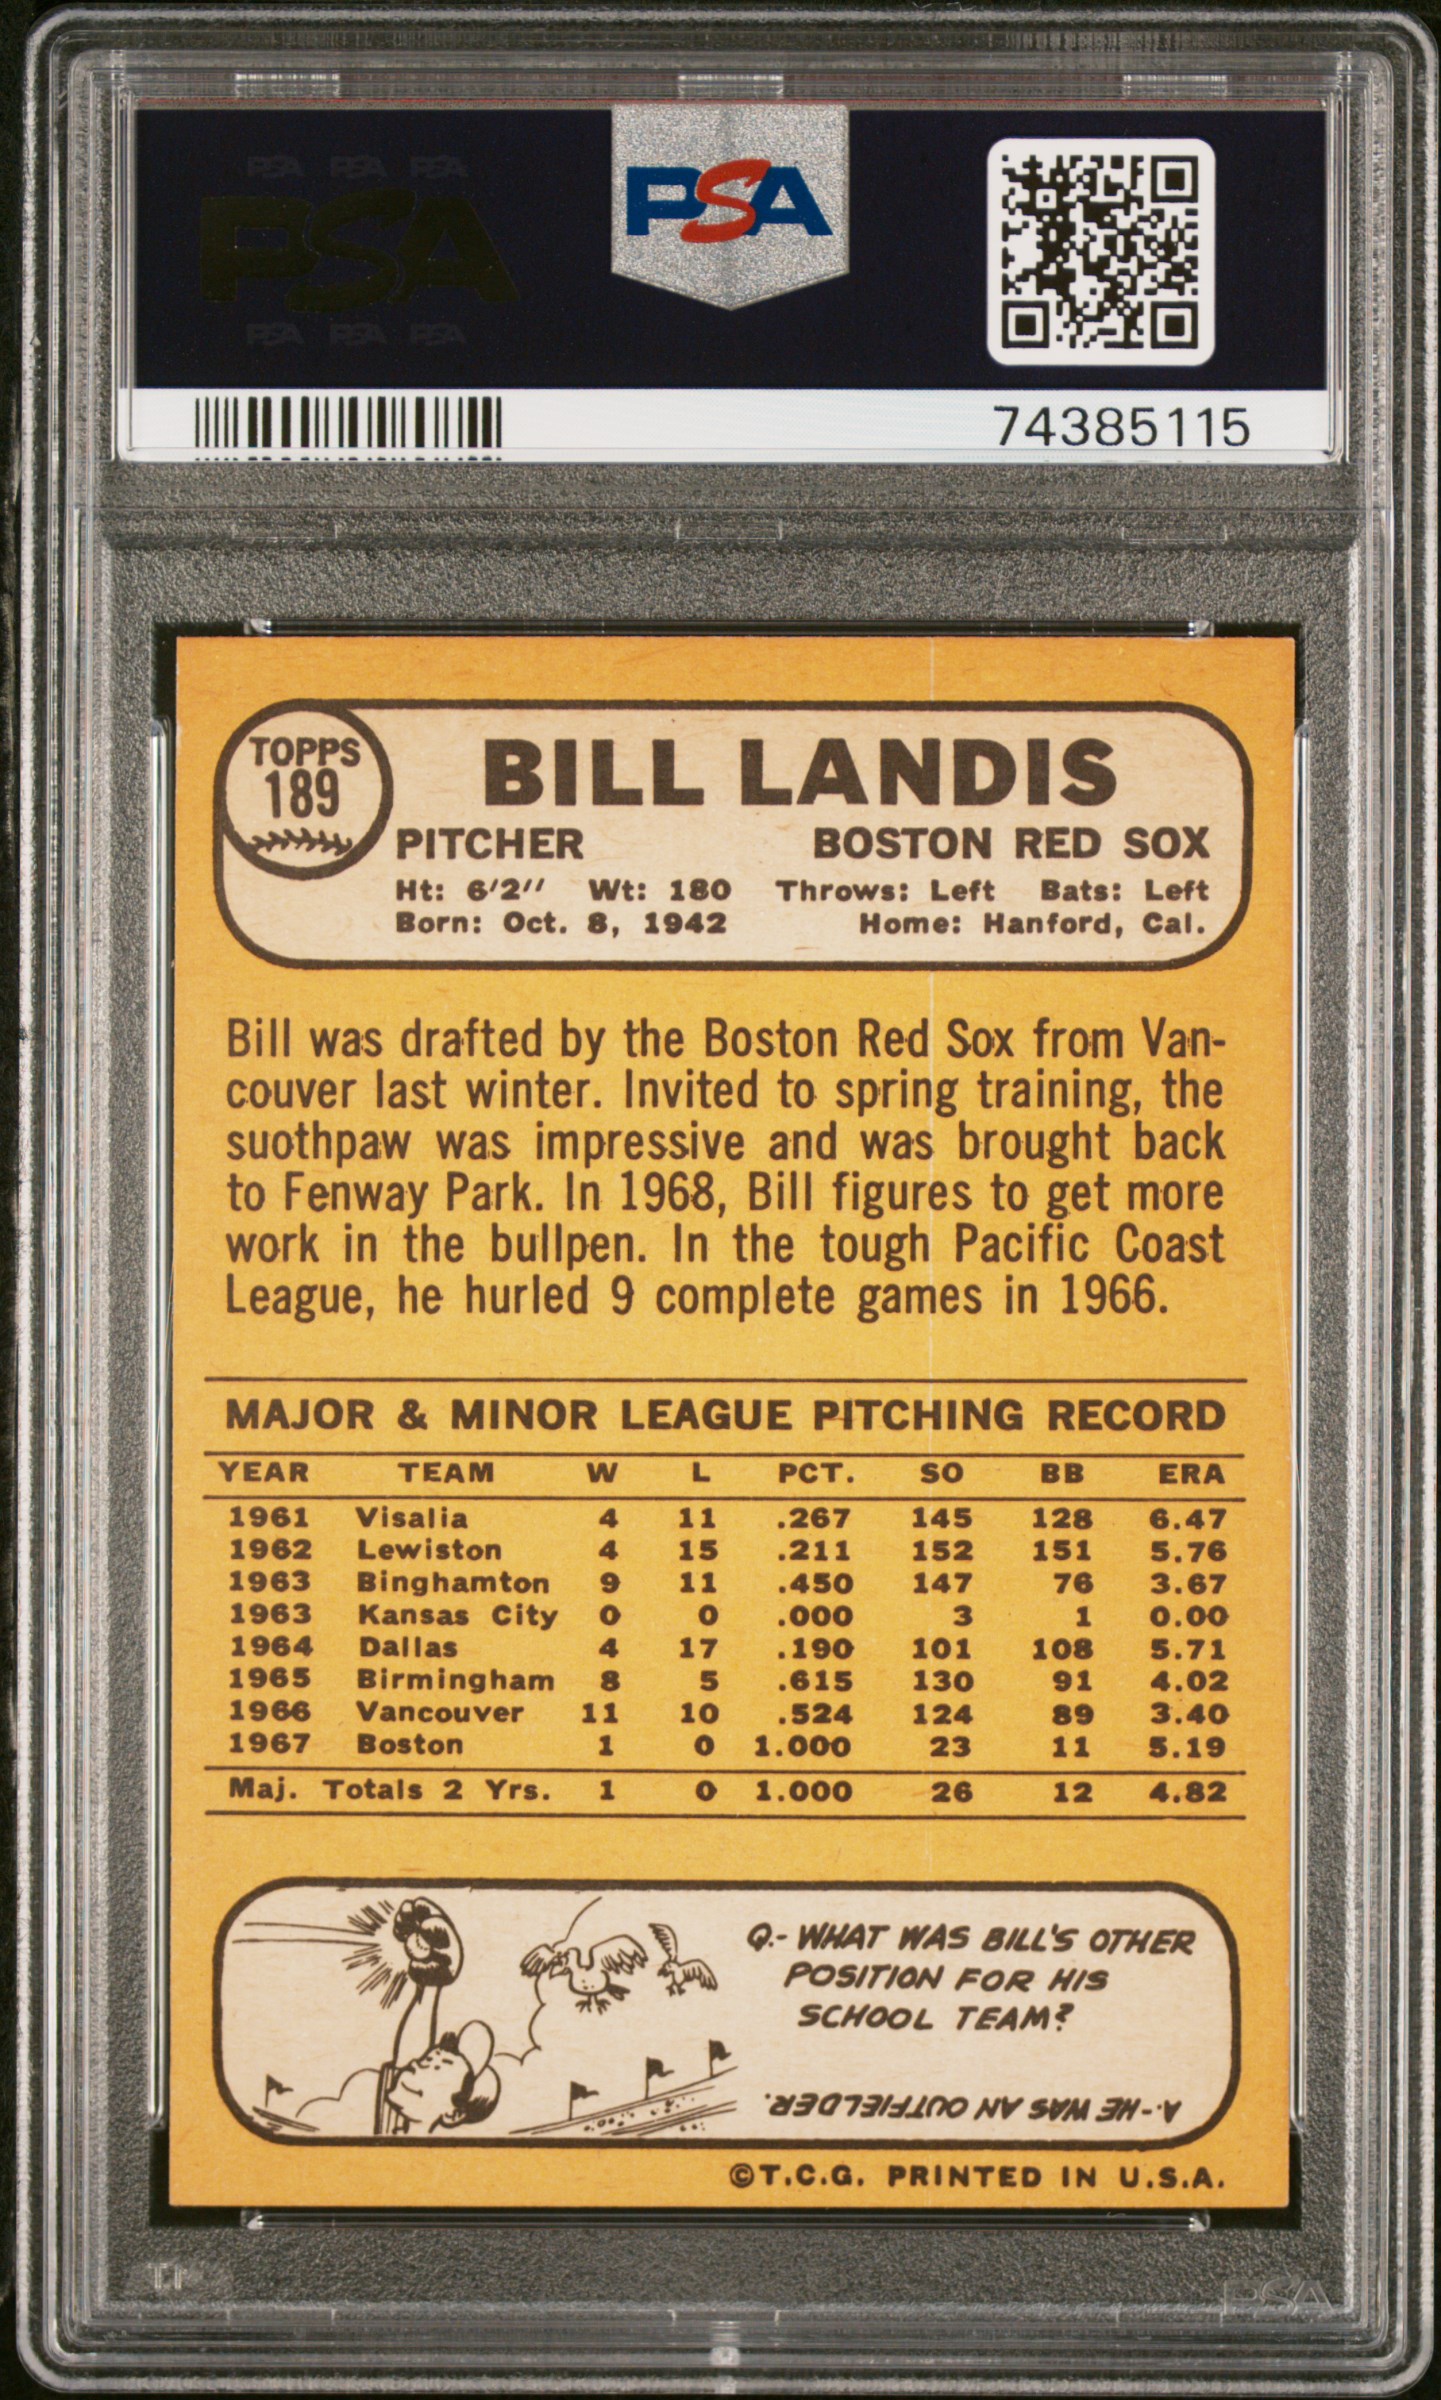 PSA PSA PSA
PSA
PSA PSA PSA
PSA
74385115
TOPPS
189
BILL LANDIS
PITCHER BOSTON RED SOX
Ht: 6'2" Wt: 180 Throws: Left Bats: Left
Born: Oct. 8, 1942 Home: Hanford, Cal.
Bill was drafted by the Boston Red Sox from Van-
couver last winter. Invited to spring training, the
suothpaw was impressive and was brought back
to Fenway Park. In 1968, Bill figures to get more
work in the bullpen. In the tough Pacific Coast
League, he hurled 9 complete games in 1966.
MAJOR & MINOR LEAGUE PITCHING RECORD
YEAR TEAM W L PCT. SO BB ERA
1961 Visalia 4 11 .267 145 128 6.47
1962 Lewiston 4 15 .211 152 151 5.76
1963 Binghamton 9 11 .450 147 76 3.67
1963 Kansas City 0 0 .000 3 1 0.00
1964 Dallas 4 17 .190 101 108 5.71
1965 Birmingham 8 5 .615 130 91 4.02
1966 Vancouver 11 10 .524 124 89 3.40
1967 Boston 1 0 1.000 23 11 5.19
Maj. Totals 2 Yrs. 1 0 1.000 26 12 4.82
Q.- WHAT WAS BILL'S OTHER
POSITION FOR HIS
SCHOOL TEAM?
A.- HE WAS AN OUTFIELDER.
©T.C.G. PRINTED IN U.S.A.
PSA